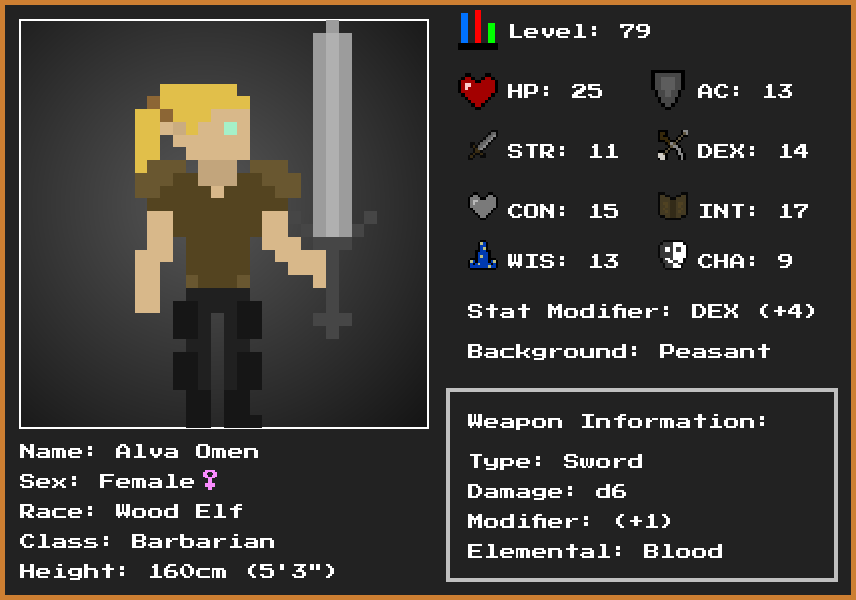 Level: 79
HP: 25 AC: 13
STR: 11 DEX: 14
CON: 15 INT: 17
WIS: 13 CHA: 9
Stat Modifier: DEX (+4)
Background: Peasant
Weapon Information:
Type: Sword
Damage: d6
Modifier: (+1)
Elemental: Blood
Name: Alva Omen
Sex: Female♀
Race: Wood Elf
Class: Barbarian
Height: 160cm (5'3")